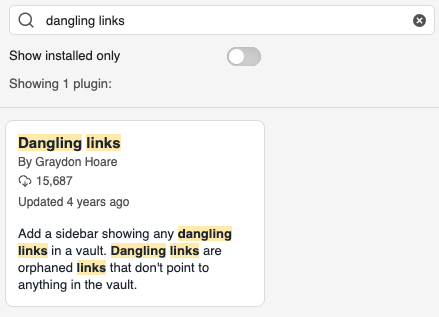 dangling links
Show installed only
Showing 1 plugin:
Dangling links
By Graydon Hoare
15,687
Updated 4 years ago
Add a sidebar showing any dangling
links in a vault. Dangling links are
orphaned links that don't point to
anything in the vault.